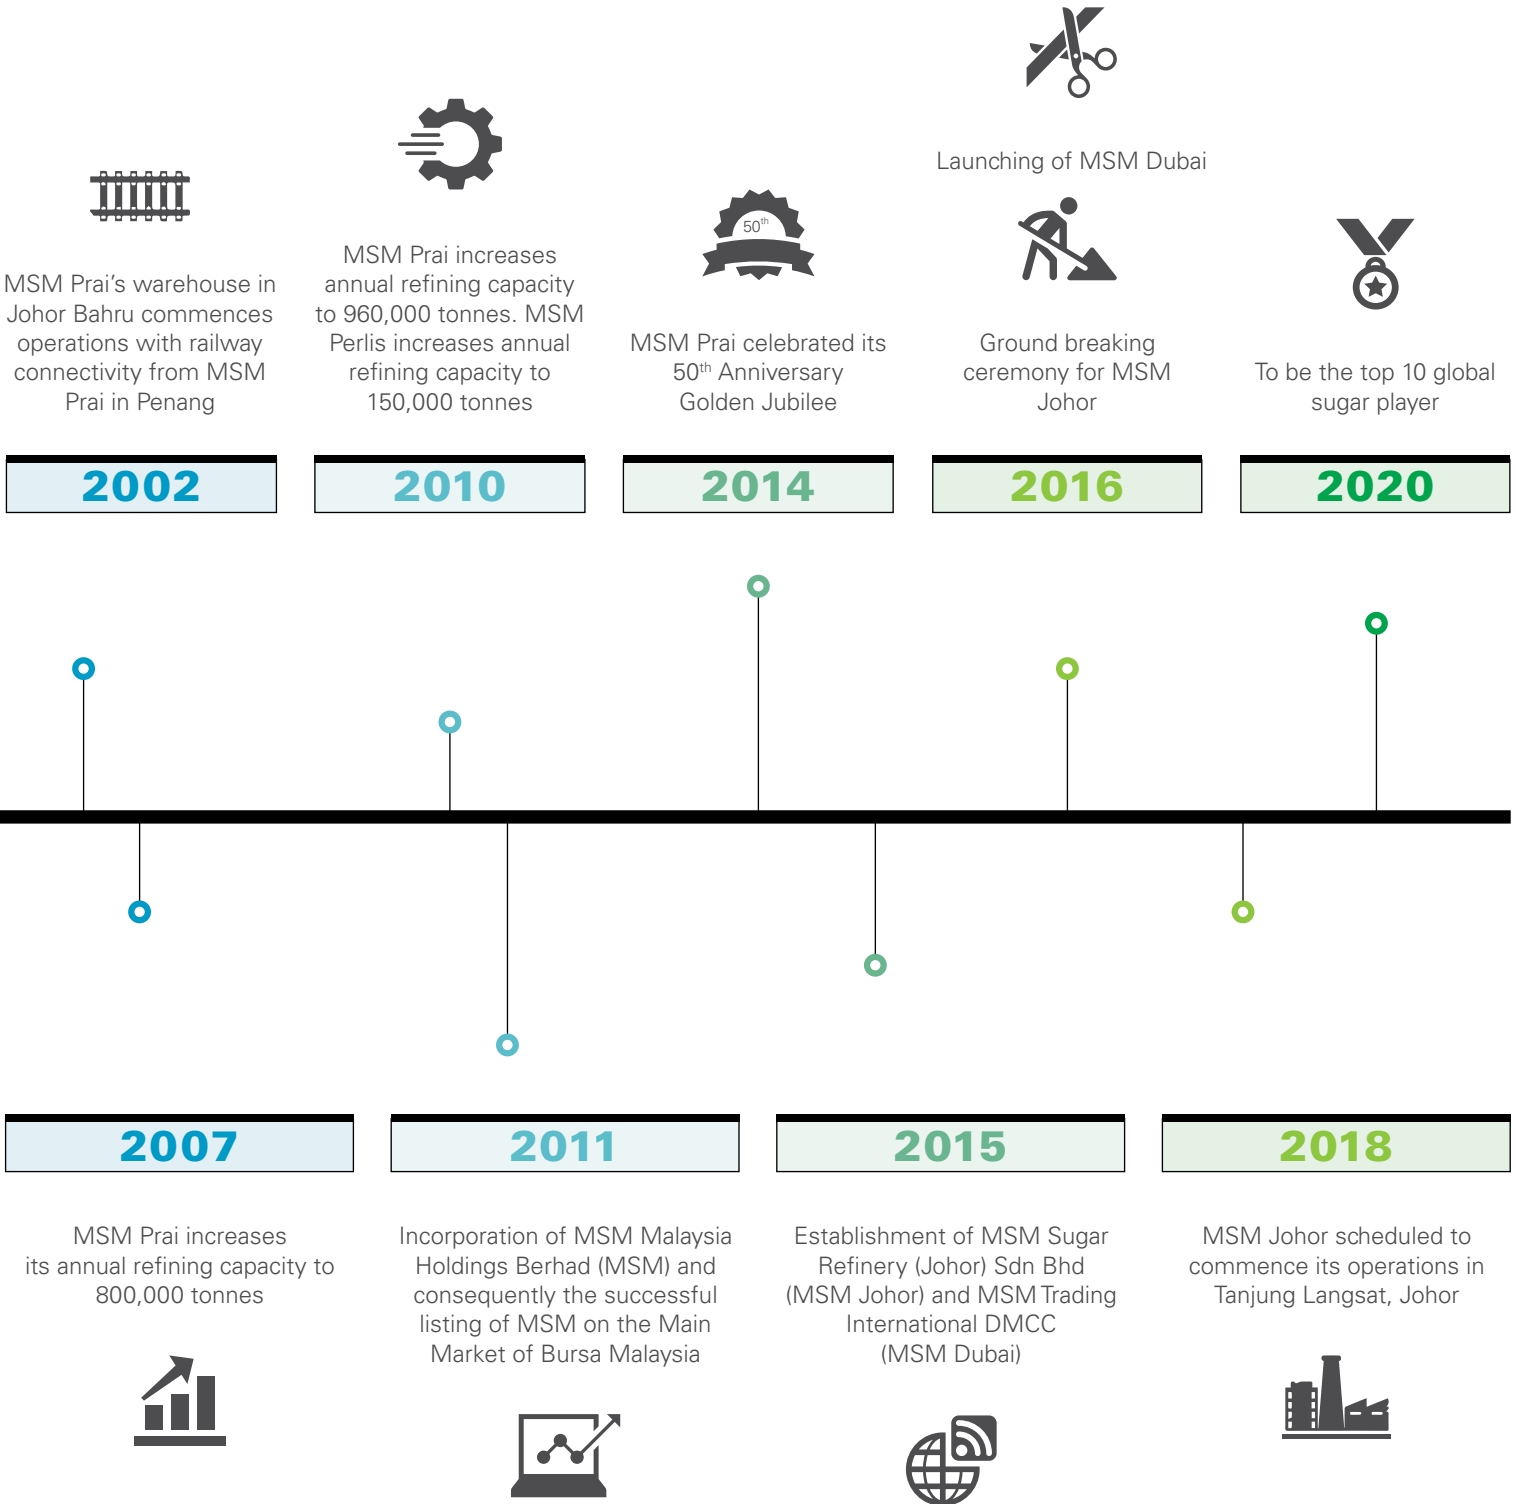 MSM Prai’s warehouse in
Johor Bahru commences
operations with railway
connectivity from MSM
Prai in Penang
2002
MSM Prai increases
annual refining capacity
to 960,000 tonnes. MSM
Perlis increases annual
refining capacity to
150,000 tonnes
2010
50th
MSM Prai celebrated its
50th Anniversary
Golden Jubilee
2014
Launching of MSM Dubai
Ground breaking
ceremony for MSM
Johor
2016
To be the top 10 global
sugar player
2020
2007
MSM Prai increases
its annual refining capacity to
800,000 tonnes
2011
Incorporation of MSM Malaysia
Holdings Berhad (MSM) and
consequently the successful
listing of MSM on the Main
Market of Bursa Malaysia
2015
Establishment of MSM Sugar
Refinery (Johor) Sdn Bhd
(MSM Johor) and MSM Trading
International DMCC
(MSM Dubai)
2018
MSM Johor scheduled to
commence its operations in
Tanjung Langsat, Johor